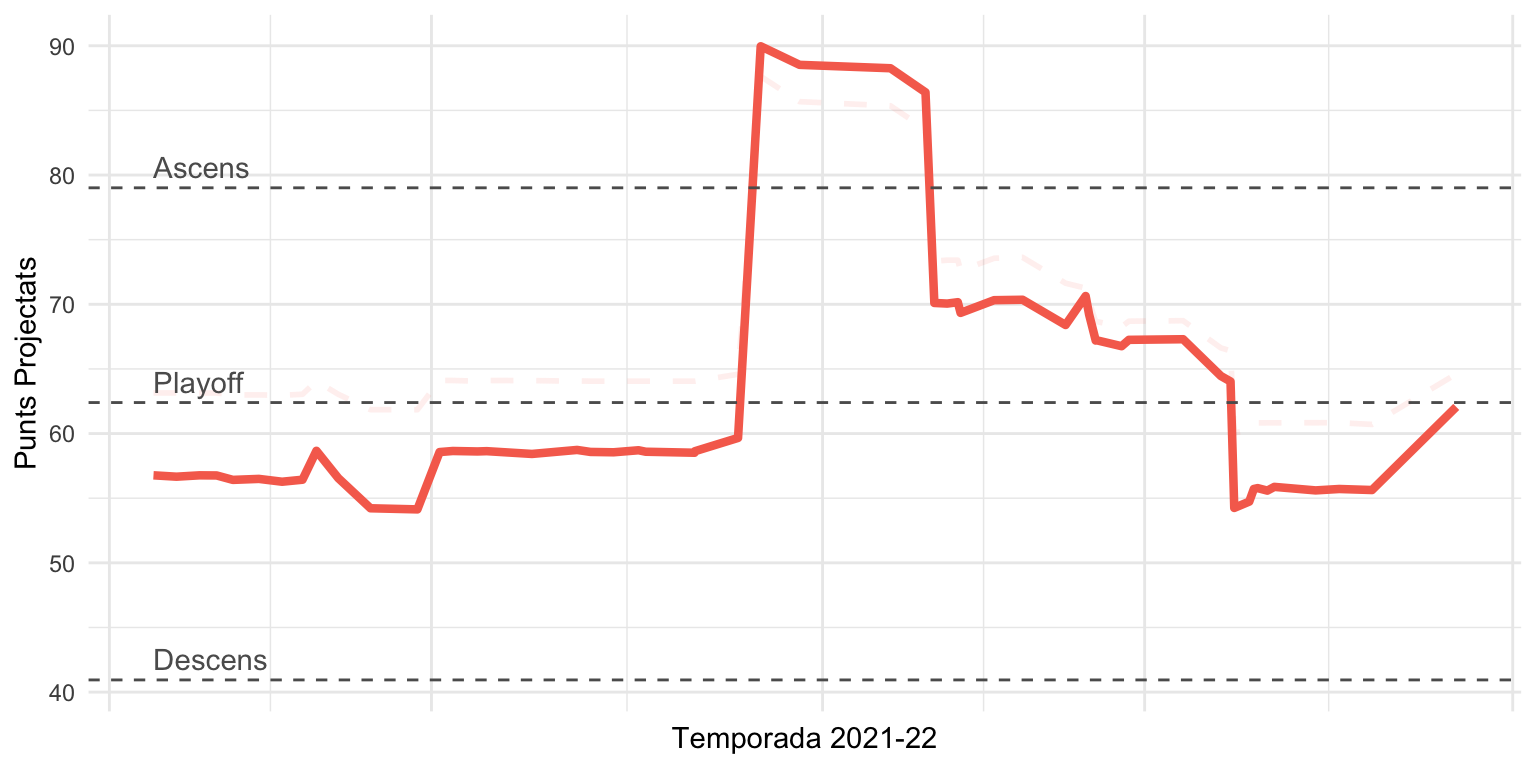 90
Ascens
80
Punts Projectats
70
Playoff
60
50
Descens
40
Temporada 2021-22